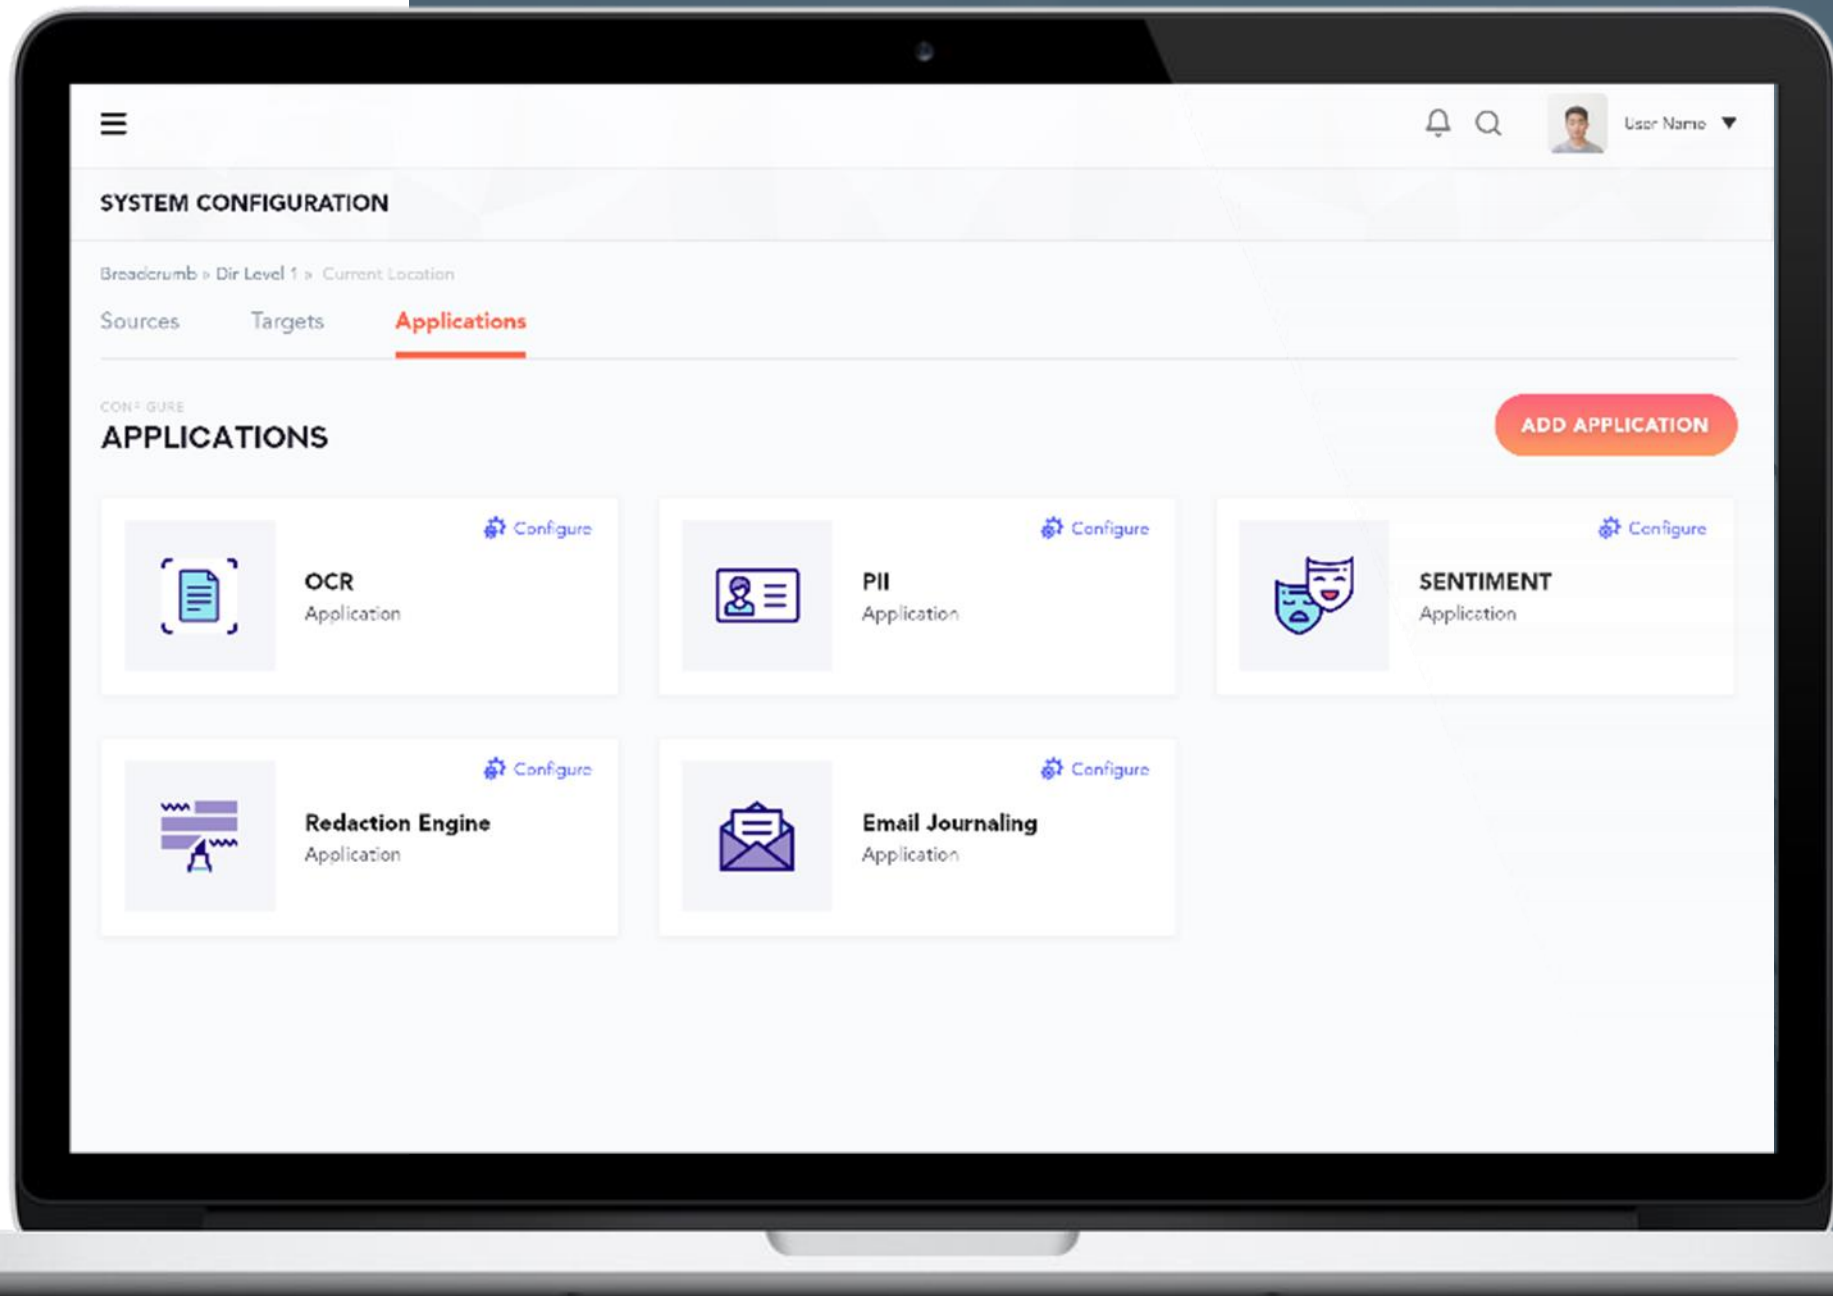 User Name
SYSTEM CONFIGURATION
Breadcrumb » Dir Level 1 » Current Location
Sources Targets Applications
CONFIGURE
APPLICATIONS
ADD APPLICATION
Configure
OCR
Application
Configure
PII
Application
Configure
SENTIMENT
Application
Configure
Redaction Engine
Application
Configure
Email Journaling
Application